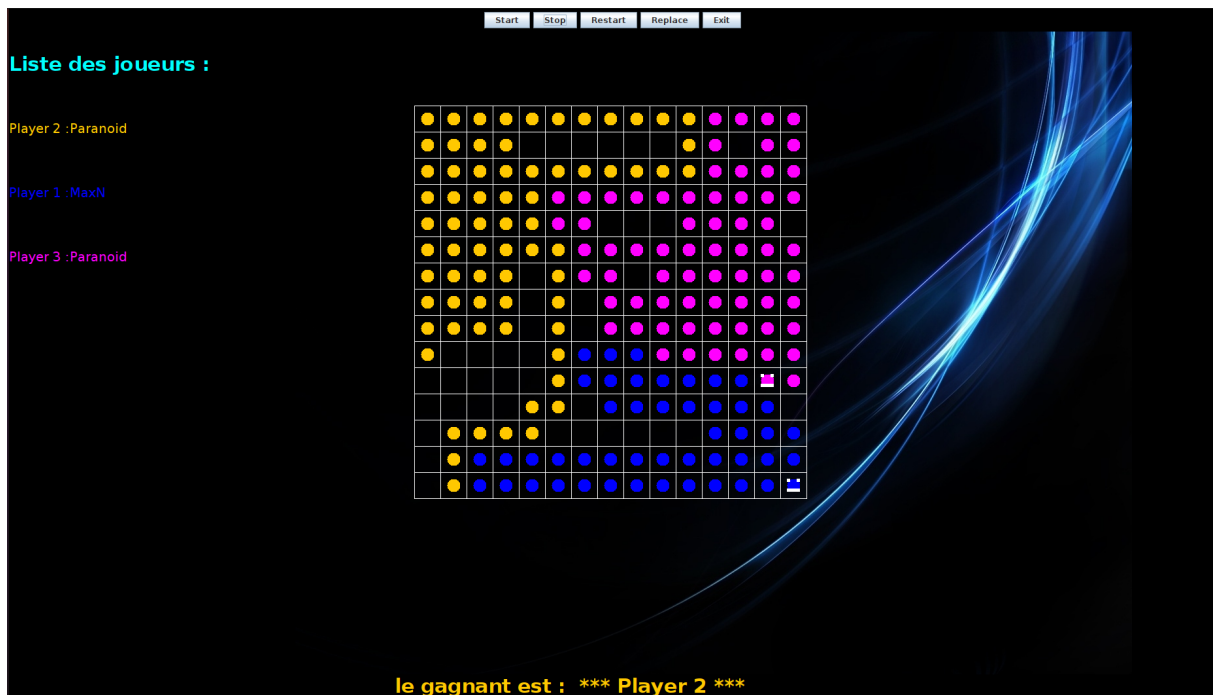 Start Stop Restart Replace Exit
Liste des joueurs :
Player 2 :Paranoid
Player 1 :MaxN
Player 3 :Paranoid
le gagnant est : *** Player 2 ***